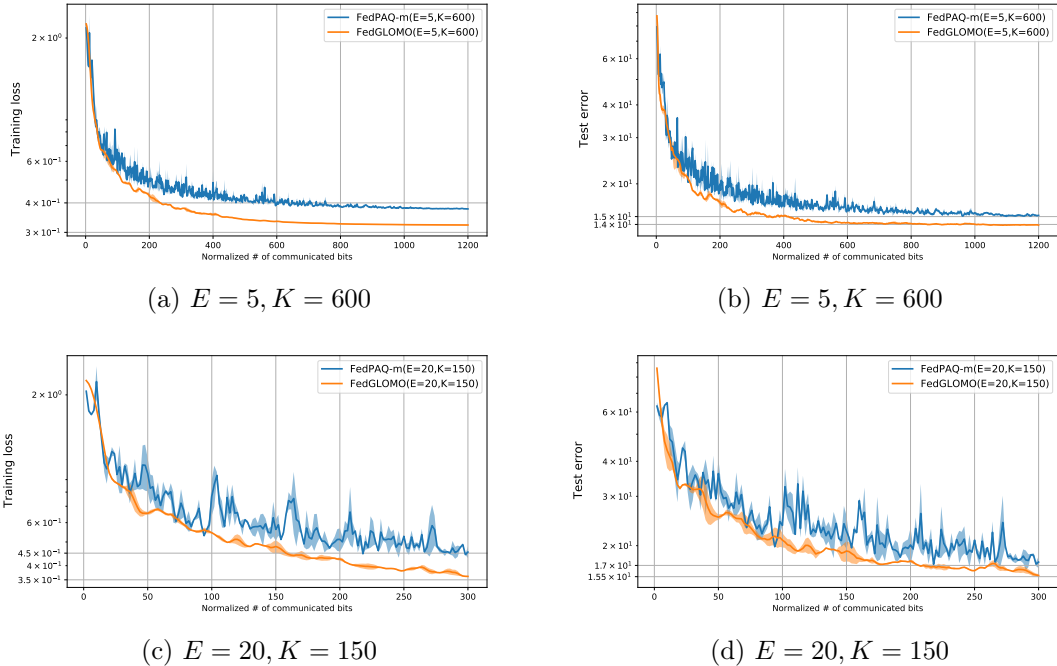 FedPAQ-m(E=5,K=600)
FedGLOMO(E=5,K=600)
Training loss
2 × 10⁰
6 × 10⁻¹
4 × 10⁻¹
3 × 10⁻¹
0 200 400 600 800 1000 1200
Normalized # of communicated bits
(a) E = 5, K = 600
FedPAQ-m(E=5,K=600)
FedGLOMO(E=5,K=600)
Test error
6 × 10¹
4 × 10¹
3 × 10¹
2 × 10¹
1.5 × 10¹
1.4 × 10¹
0 200 400 600 800 1000 1200
Normalized # of communicated bits
(b) E = 5, K = 600
FedPAQ-m(E=20,K=150)
FedGLOMO(E=20,K=150)
Training loss
2 × 10⁰
6 × 10⁻¹
4.5 × 10⁻¹
4 × 10⁻¹
3.5 × 10⁻¹
0 50 100 150 200 250 300
Normalized # of communicated bits
(c) E = 20, K = 150
FedPAQ-m(E=20,K=150)
FedGLOMO(E=20,K=150)
Test error
6 × 10¹
4 × 10¹
3 × 10¹
2 × 10¹
1.7 × 10¹
1.55 × 10¹
0 50 100 150 200 250 300
Normalized # of communicated bits
(d) E = 20, K = 150